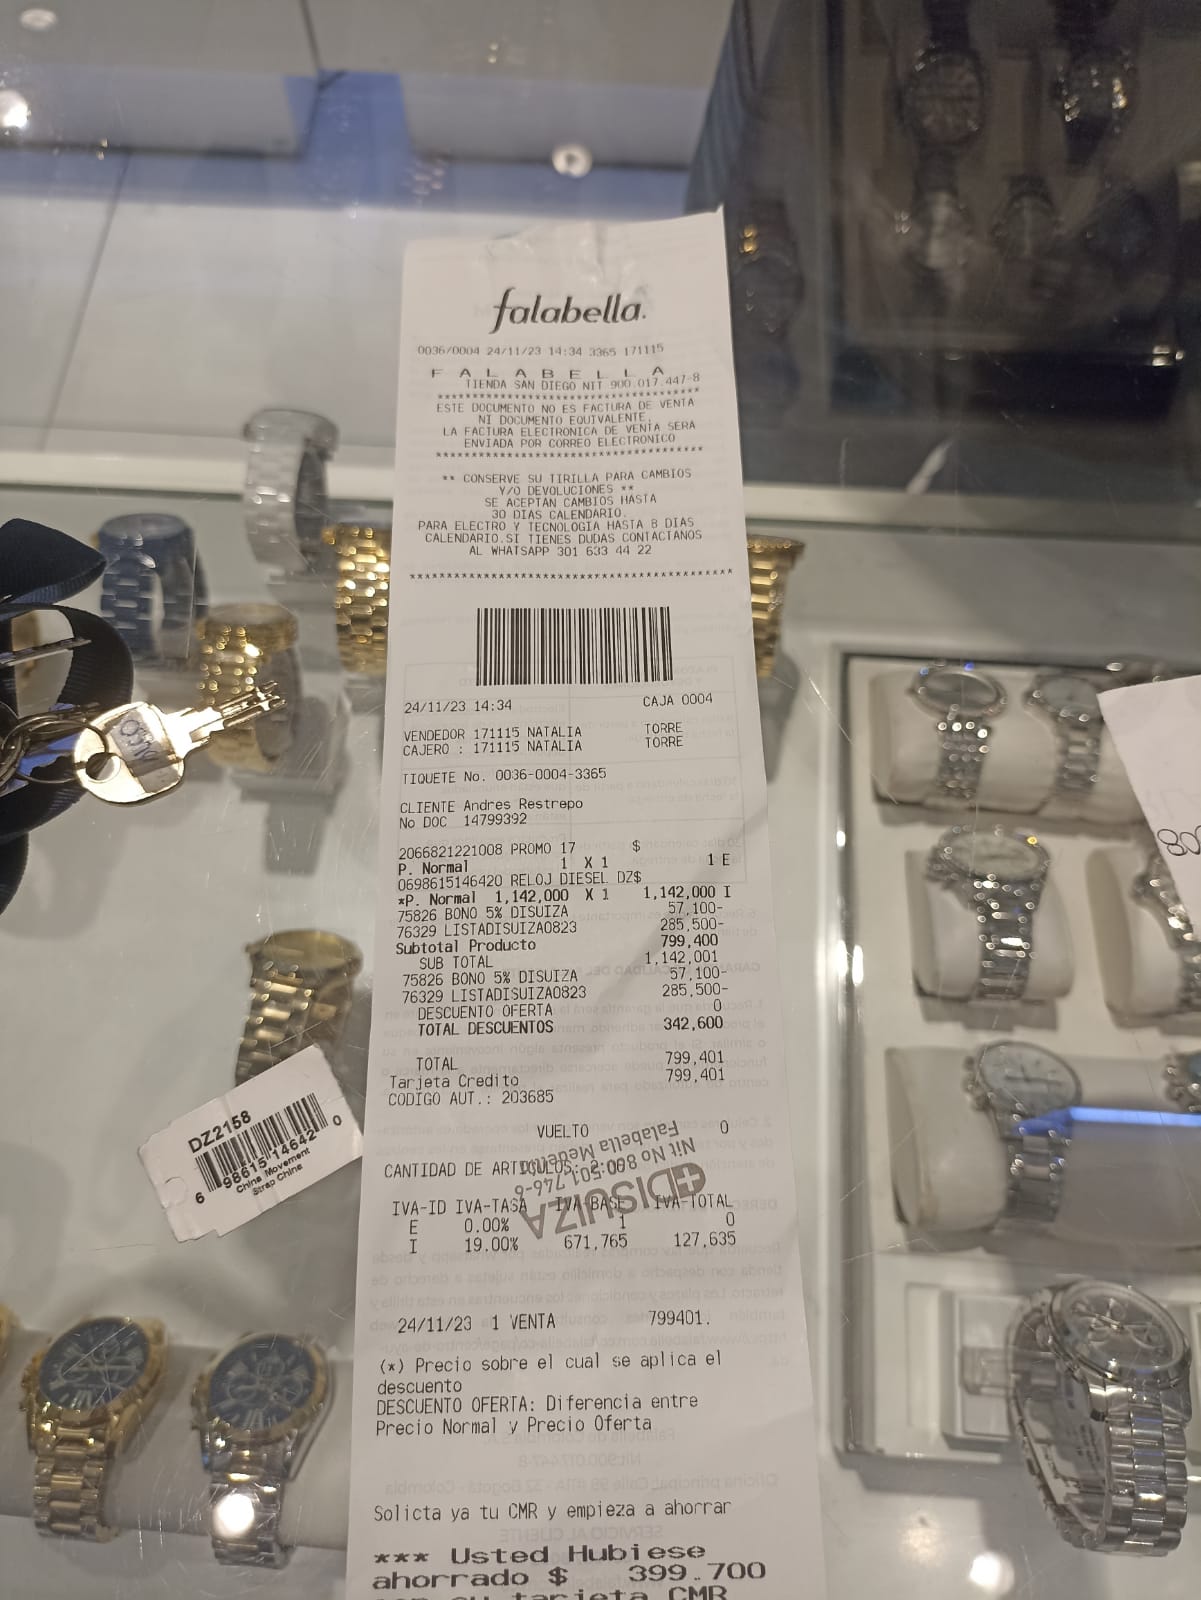 falabella.
0036/0004 24/11/23 14:34 3365 171115
F A L A B E L L A
TIENDA SAN DIEGO NIT 900.017.447-8
****************************************
ESTE DOCUMENTO NO ES FACTURA DE VENTA
NI DOCUMENTO EQUIVALENTE.
LA FACTURA ELECTRONICA DE VENTA SERA
ENVIADA POR CORREO ELECTRONICO
****************************************
** CONSERVE SU TIRILLA PARA CAMBIOS
Y/O DEVOLUCIONES **
SE ACEPTAN CAMBIOS HASTA
30 DIAS CALENDARIO.
PARA ELECTRO Y TECNOLOGIA HASTA 8 DIAS
CALENDARIO.SI TIENES DUDAS CONTACTANOS
AL WHATSAPP 301 633 44 22
****************************************
24/11/23 14:34 CAJA 0004
VENDEDOR 171115 NATALIA TORRE
CAJERO : 171115 NATALIA TORRE
TIQUETE No. 0036-0004-3365
CLIENTE Andres Restrepo
No DOC 14799392
2066821221008 PROMO 17 $
P. Normal 1 X 1 1 E
0698615146420 RELOJ DIESEL DZ$
*P. Normal 1,142,000 X 1 1,142,000 I
75826 BONO 5% DISUIZA 57,100-
76329 LISTADISUIZA0823 285,500-
Subtotal Producto 799,400
SUB TOTAL 1,142,001
75826 BONO 5% DISUIZA 57,100-
76329 LISTADISUIZA0823 285,500-
DESCUENTO OFERTA 0
TOTAL DESCUENTOS 342,600
TOTAL 799,401
Tarjeta Credito 799,401
CODIGO AUT.: 203685
VUELTO 0
CANTIDAD DE ARTICULOS: 2
DISUIZA
Nit No 800.501.746-6
Falabella
IVA-ID IVA-TASA IVA-BASE IVA-TOTAL
E 0.00% 1 0
I 19.00% 671,765 127,635
24/11/23 1 VENTA 799401.
(*) Precio sobre el cual se aplica el
descuento
DESCUENTO OFERTA: Diferencia entre
Precio Normal y Precio Oferta
Solicta ya tu CMR y empieza a ahorrar
*** Usted Hubiese
ahorrado $ 399.700
con su tarjeta CMR
DZ2158
6 98615 14642 0
China Movement
Strap China